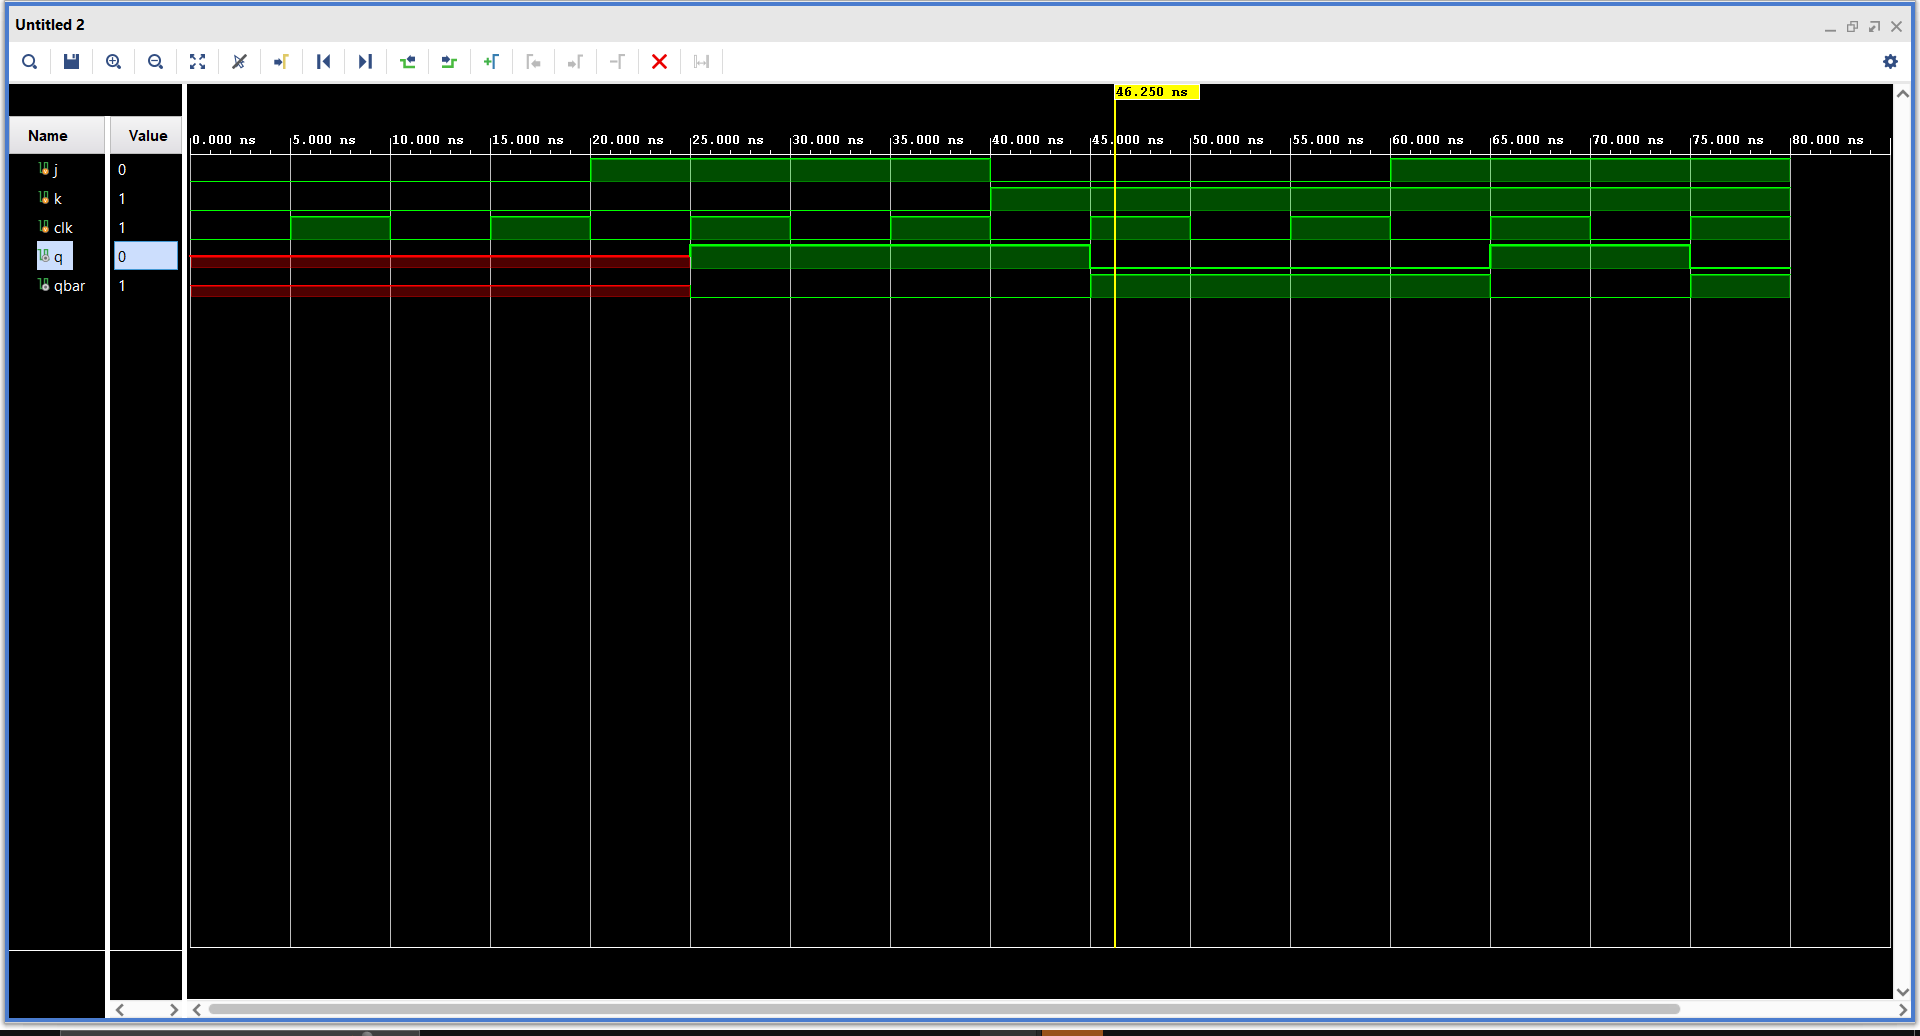 Untitled 2
46.250 ns
Name Value
0.000 ns 5.000 ns 10.000 ns 15.000 ns 20.000 ns 25.000 ns 30.000 ns 35.000 ns 40.000 ns 45.000 ns 50.000 ns 55.000 ns 60.000 ns 65.000 ns 70.000 ns 75.000 ns 80.000 ns
j 0
k 1
clk 1
q 0
qbar 1